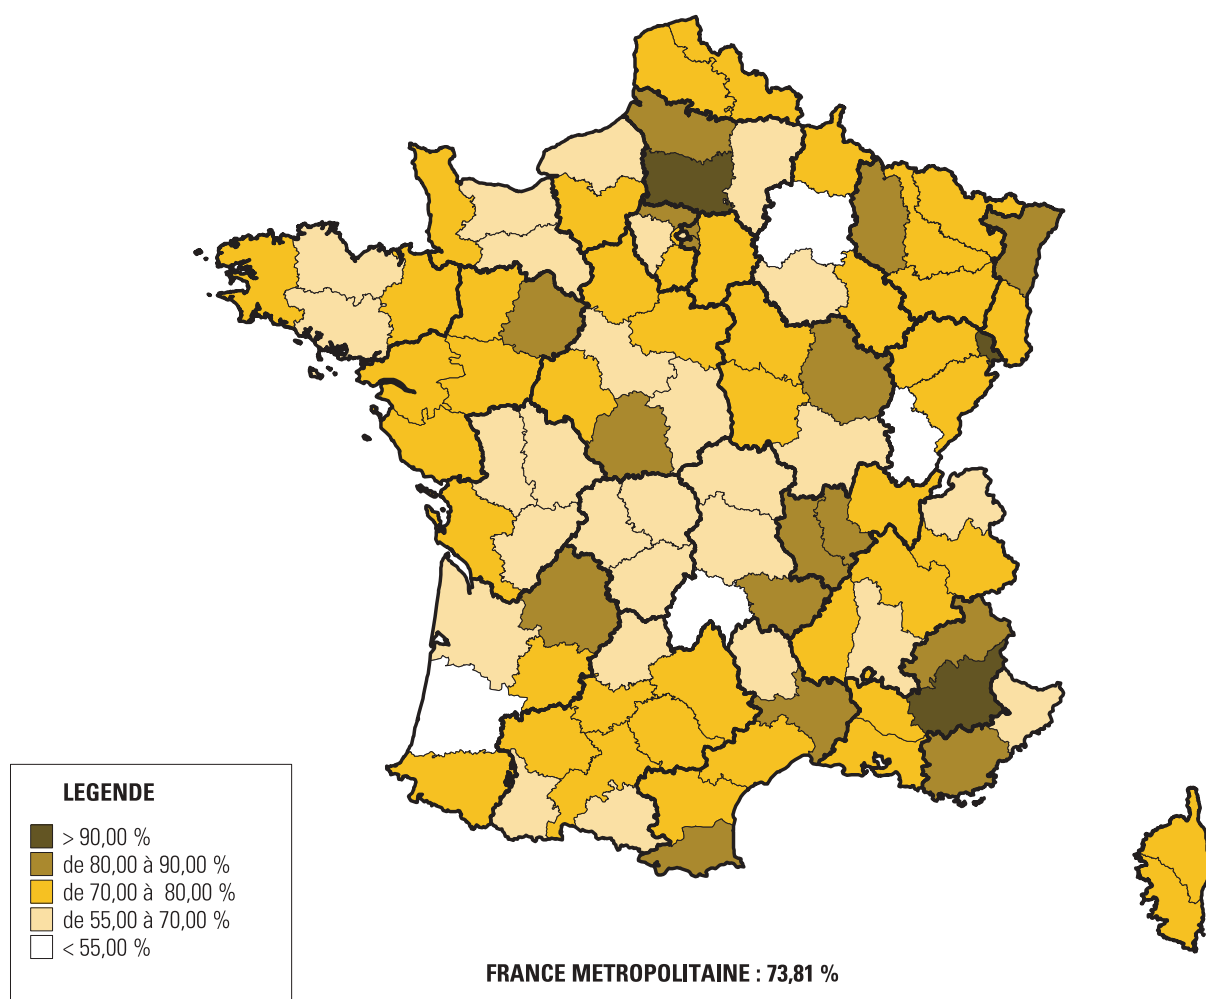 LEGENDE
> 90,00 %
de 80,00 à 90,00 %
de 70,00 à 80,00 %
de 55,00 à 70,00 %
< 55,00 %
FRANCE METROPOLITAINE : 73,81 %